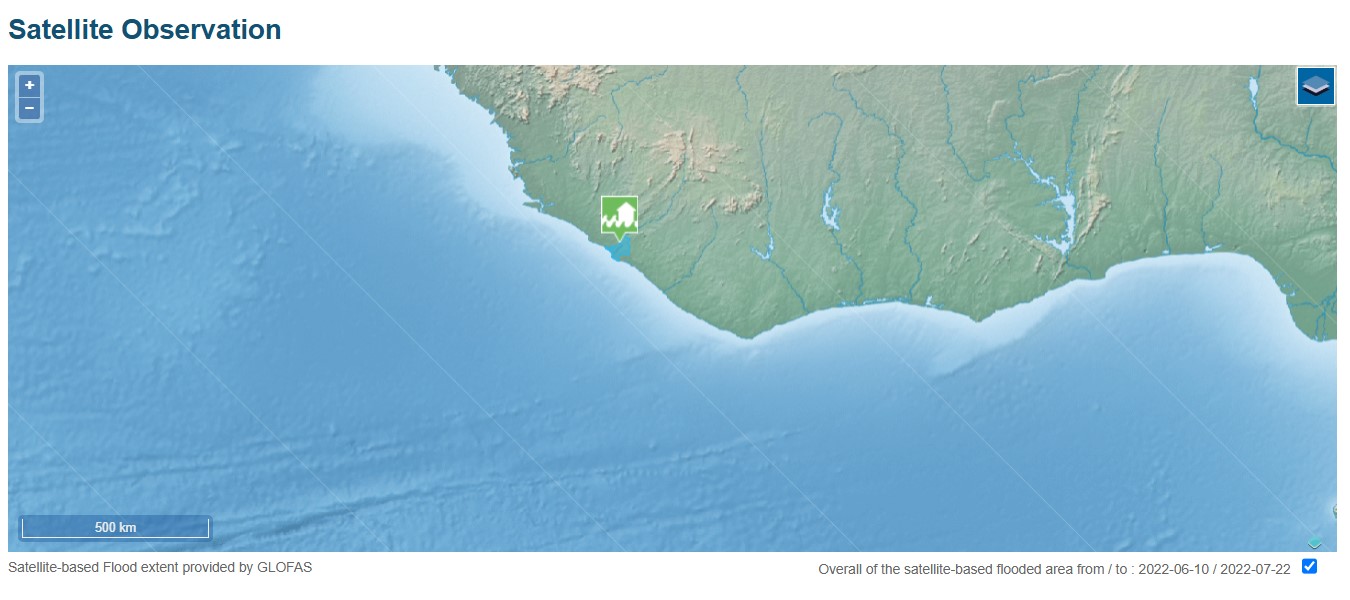 Satellite Observation
+
−
500 km
Satellite-based Flood extent provided by GLOFAS
Overall of the satellite-based flooded area from / to : 2022-06-10 / 2022-07-22